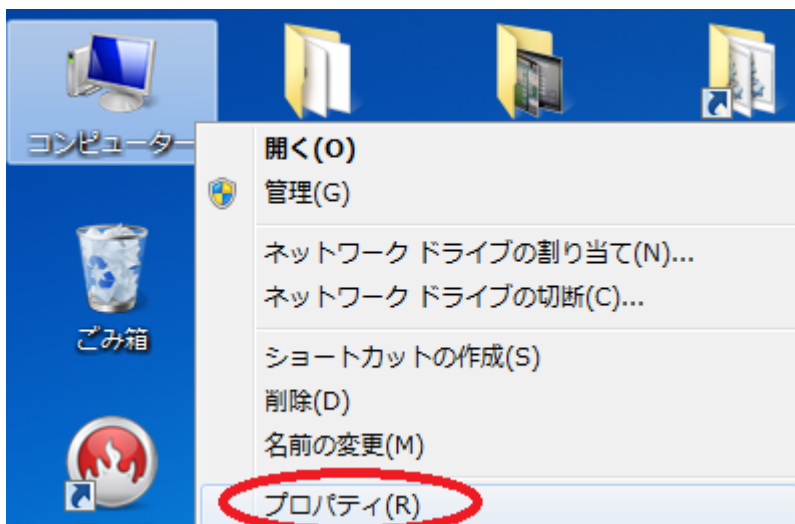 コンピューター
開く(O)
管理(G)
ネットワーク ドライブの割り当て(N)...
ネットワーク ドライブの切断(C)...
ごみ箱
ショートカットの作成(S)
削除(D)
名前の変更(M)
プロパティ(R)